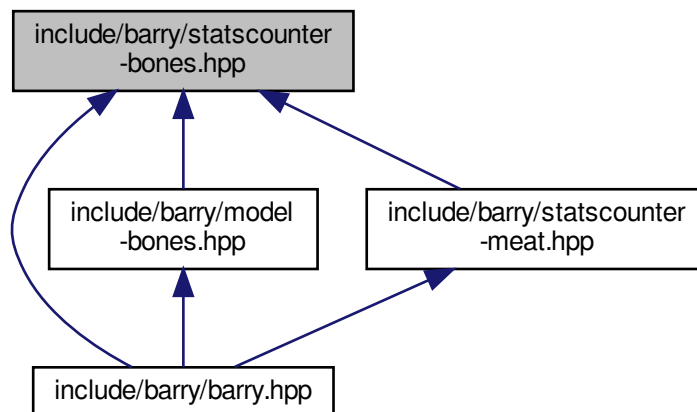 include/barry/statscounter
-bones.hpp
include/barry/model
-bones.hpp
include/barry/statscounter
-meat.hpp
include/barry/barry.hpp